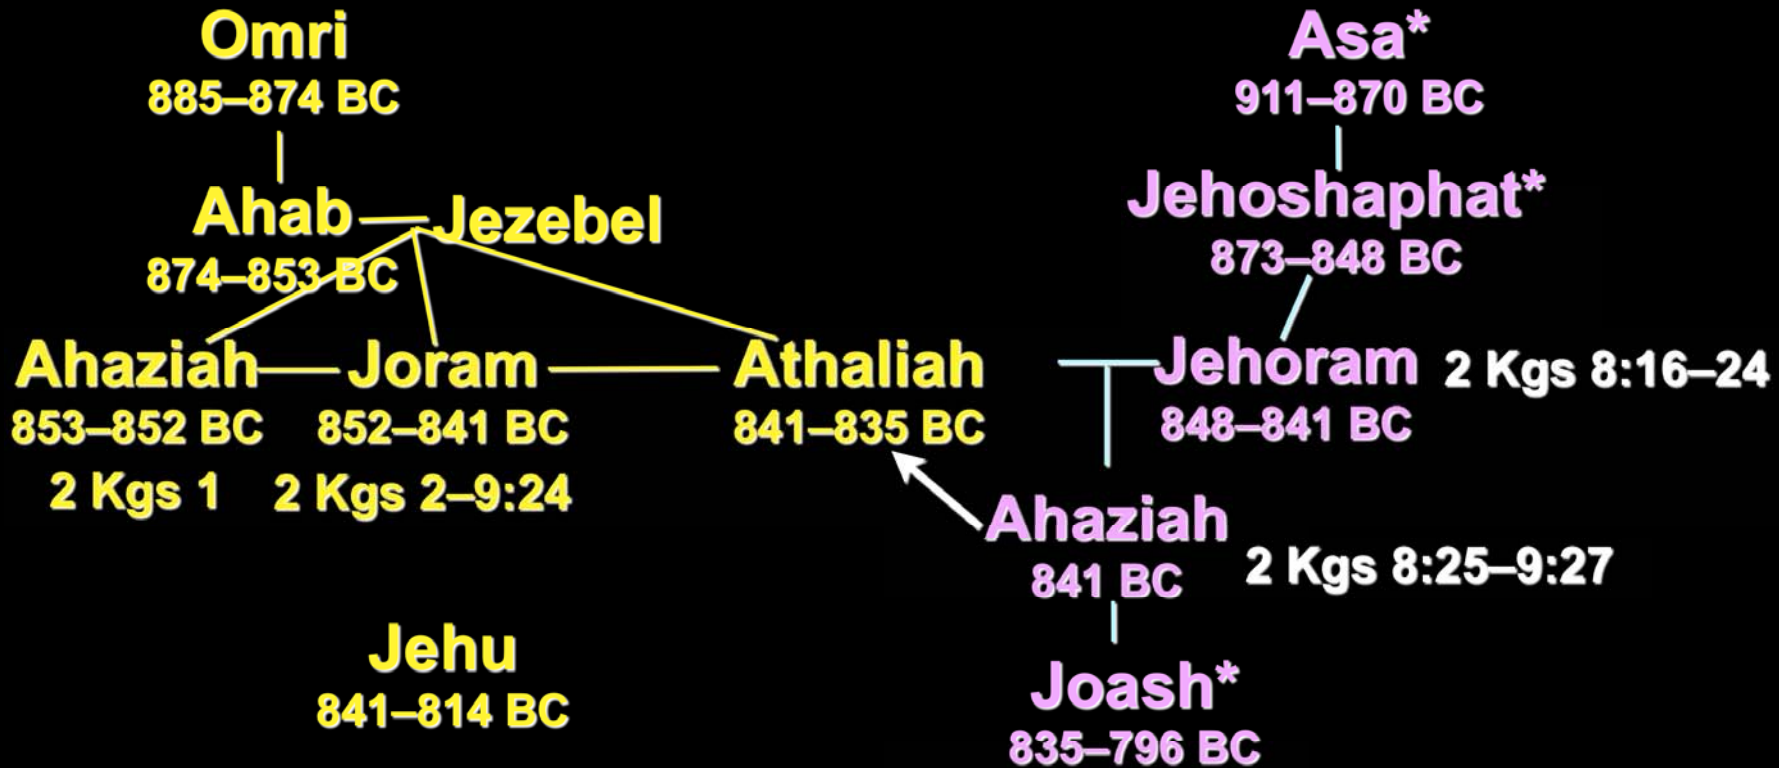 Omri
885–874 BC
Asa*
911–870 BC
Ahab
Jezebel
874–853 BC
Jehoshaphat*
873–848 BC
Ahaziah
853–852 BC
2 Kgs 1
Joram
852–841 BC
2 Kgs 2–9:24
Athaliah
841–835 BC
Jehoram
848–841 BC
2 Kgs 8:16–24
Ahaziah
841 BC
2 Kgs 8:25–9:27
Jehu
841–814 BC
Joash*
835–796 BC